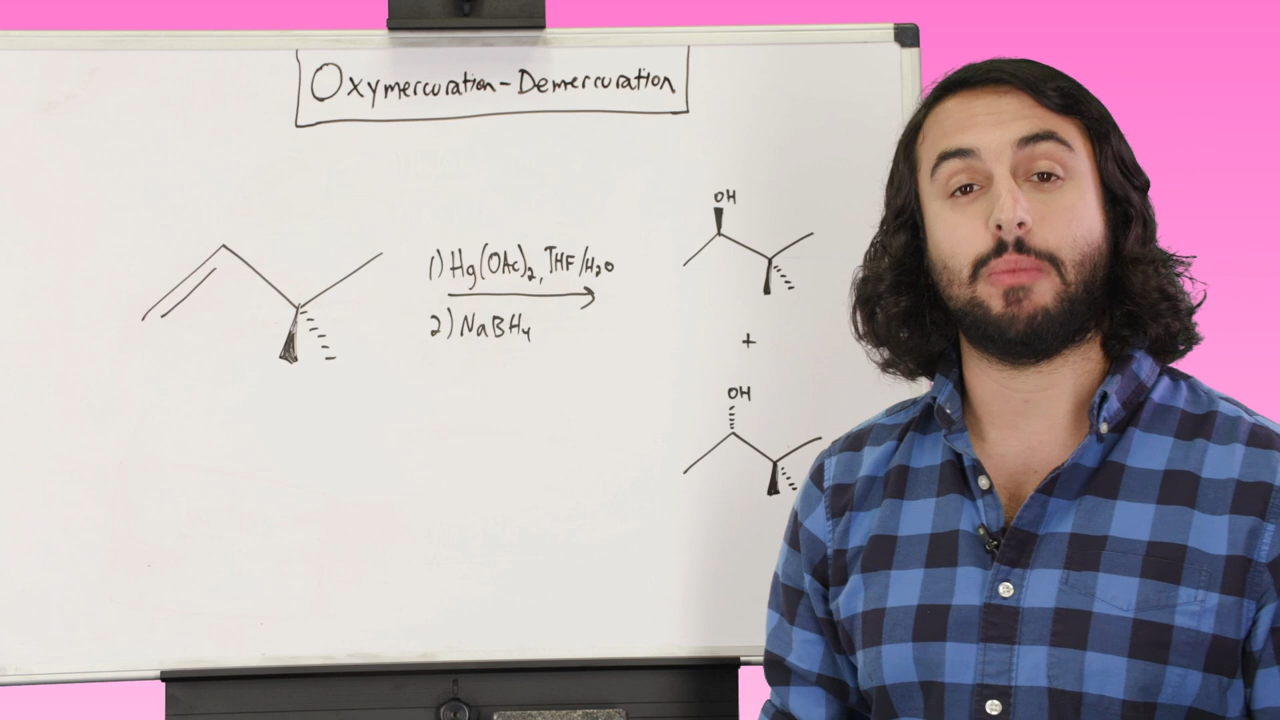 Oxymercuration-Demercuration
1) Hg(OAc)₂, THF/H₂O
2) NaBH₄
OH
+
OH